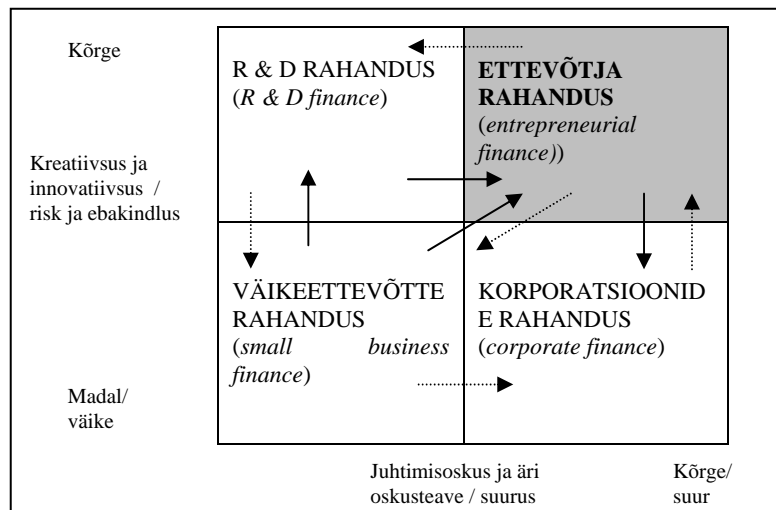 Kõrge
R & D RAHANDUS
(R & D finance)
ETTEVÕTJA
RAHANDUS
(entrepreneurial
finance))
Kreatiivsus ja
innovatiivsus /
risk ja ebakindlus
VÄIKEETTEVÕTTE
RAHANDUS
(small business
finance)
KORPORATSIOONID
E RAHANDUS
(corporate finance)
Madal/
väike
Juhtimisoskus ja äri
oskusteave / suurus
Kõrge/
suur